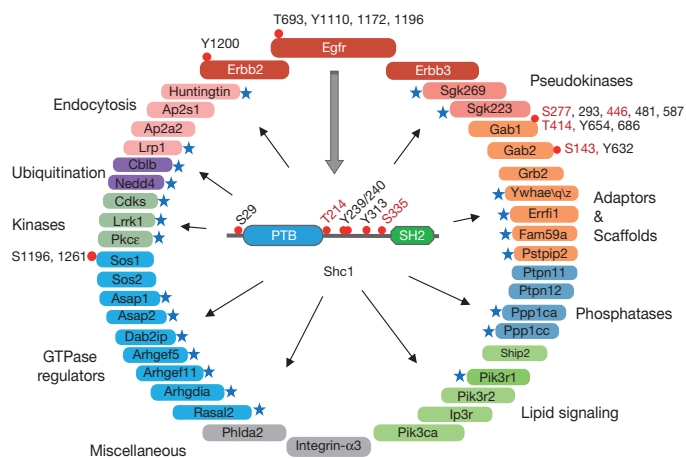 T693, Y1110, 1172, 1196
Y1200
Egfr
Erbb2
Erbb3
Pseudokinases
Huntingtin
Sgk269
Endocytosis
Ap2s1
Sgk223
S277, 293, 446, 481, 587
Ap2a2
Gab1
T414, Y654, 686
Lrp1
Gab2
S143, Y632
Ubiquitination
Cblb
Grb2
Nedd4
Ywhae\q\z
Adaptors
&
Scaffolds
Kinases
Cdks
Errfi1
Lrrk1
Fam59a
Pkcε
Pstpip2
S29
T214
Y239/240
Y313
S335
PTB
SH2
Shc1
S1196, 1261
Sos1
Ptpn11
Sos2
Ptpn12
Asap1
Ppp1ca
Phosphatases
Asap2
Ppp1cc
Dab2ip
Ship2
GTPase
regulators
Arhgef5
Arhgef11
Pik3r1
Arhgdia
Pik3r2
Lipid signaling
Rasal2
Ip3r
Miscellaneous
Phlda2
Integrin-α3
Pik3ca